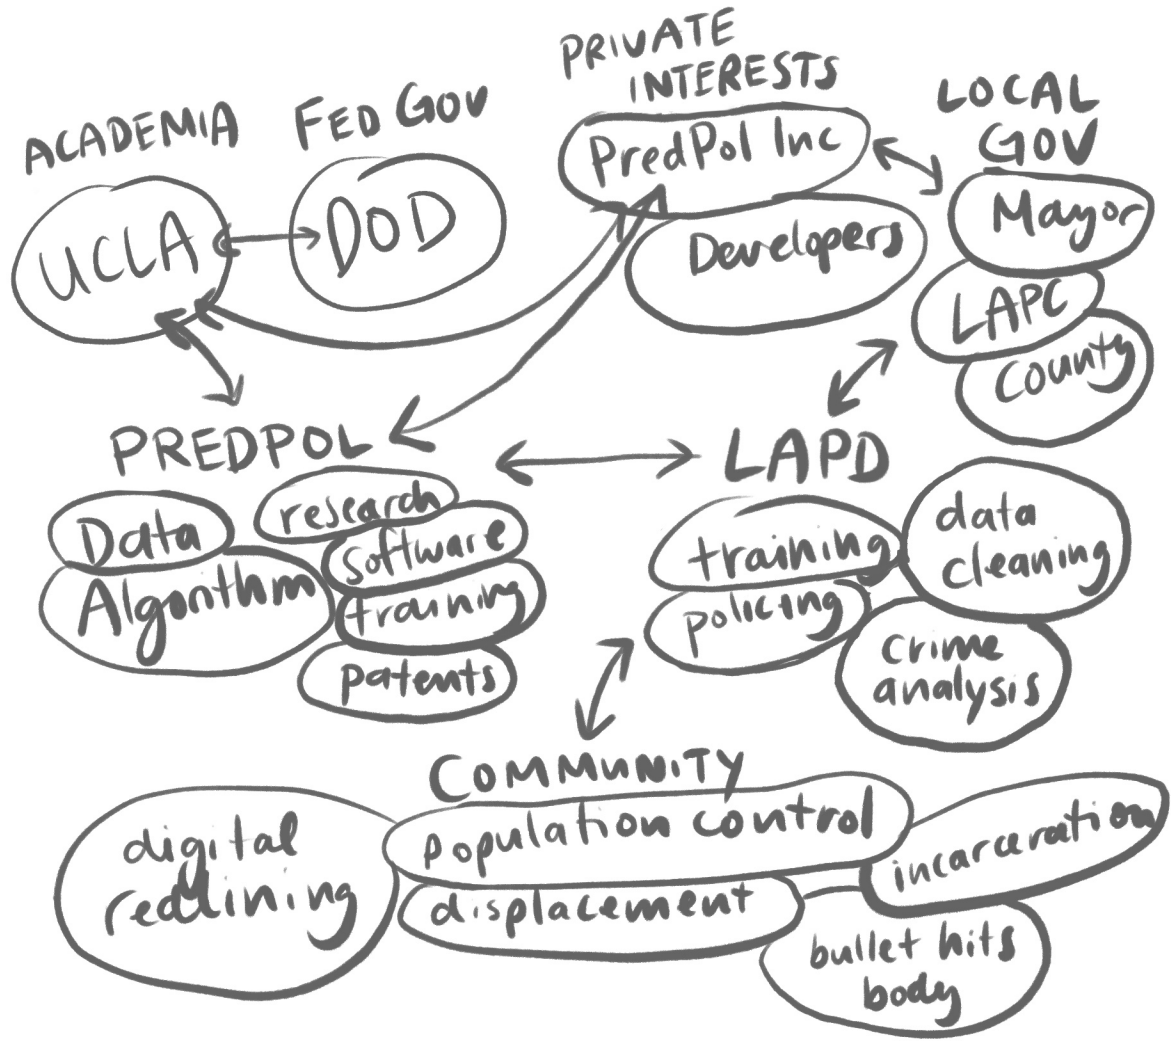 PRIVATE
INTERESTS
ACADEMIA
FED GOV
LOCAL
GOV
UCLA
DOD
PredPol Inc
Developers
Mayor
LAPC
County
PREDPOL
LAPD
Data
Algorithm
research
software
training
patents
training
policing
data
cleaning
crime
analysis
COMMUNITY
digital
redlining
population control
displacement
incarceration
bullet hits
body